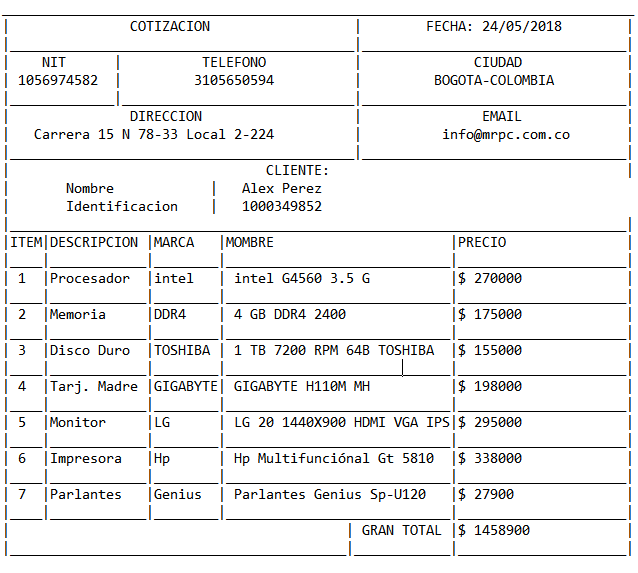 COTIZACION FECHA: 24/05/2018
NIT TELEFONO CIUDAD
1056974582 3105650594 BOGOTA-COLOMBIA
DIRECCION EMAIL
Carrera 15 N 78-33 Local 2-224 info@mrpc.com.co
CLIENTE:
Nombre Alex Perez
Identificacion 1000349852
ITEM DESCRIPCION MARCA MOMBRE PRECIO
1 Procesador intel intel G4560 3.5 G $ 270000
2 Memoria DDR4 4 GB DDR4 2400 $ 175000
3 Disco Duro TOSHIBA 1 TB 7200 RPM 64B TOSHIBA $ 155000
4 Tarj. Madre GIGABYTE GIGABYTE H110M MH $ 198000
5 Monitor LG LG 20 1440X900 HDMI VGA IPS $ 295000
6 Impresora Hp Hp Multifunciónal Gt 5810 $ 338000
7 Parlantes Genius Parlantes Genius Sp-U120 $ 27900
GRAN TOTAL $ 1458900